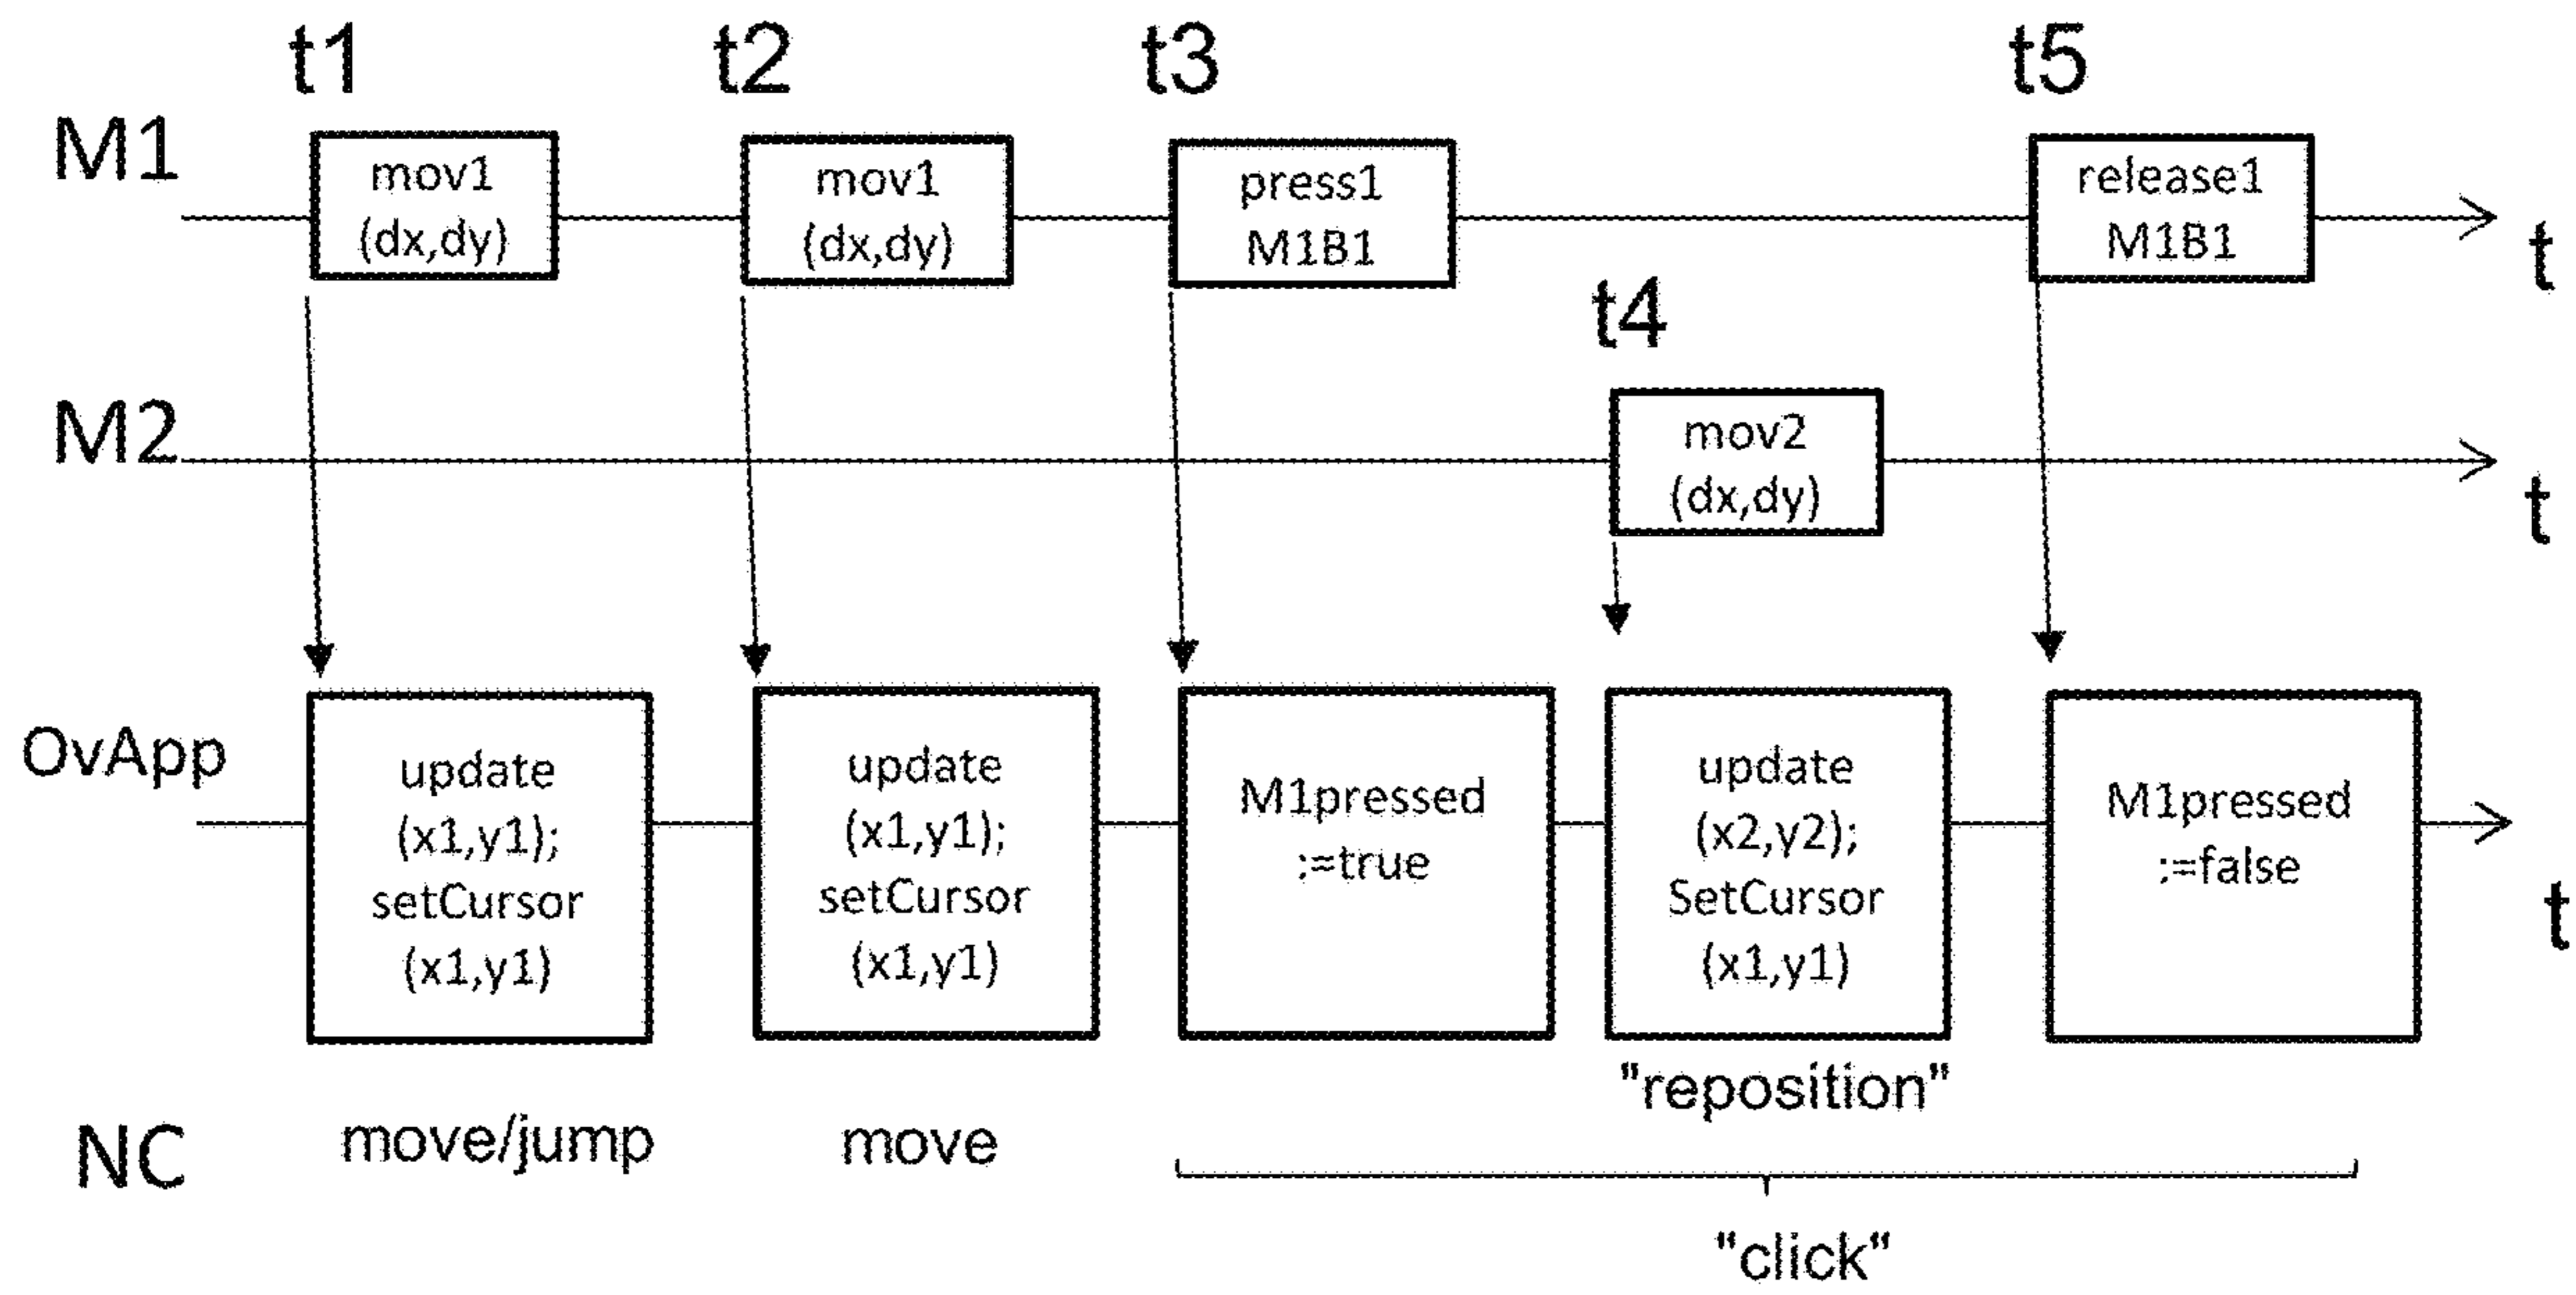 t1 t2 t3 t5
M1
mov1
(dx,dy)
mov1
(dx,dy)
press1
M1B1
release1
M1B1
t
t4
M2
mov2
(dx,dy)
t
OvApp
update
(x1,y1);
setCursor
(x1,y1)
update
(x1,y1);
setCursor
(x1,y1)
M1pressed
:=true
update
(x2,y2);
SetCursor
(x1,y1)
M1pressed
:=false
t
NC
move/jump
move
"reposition"
"click"